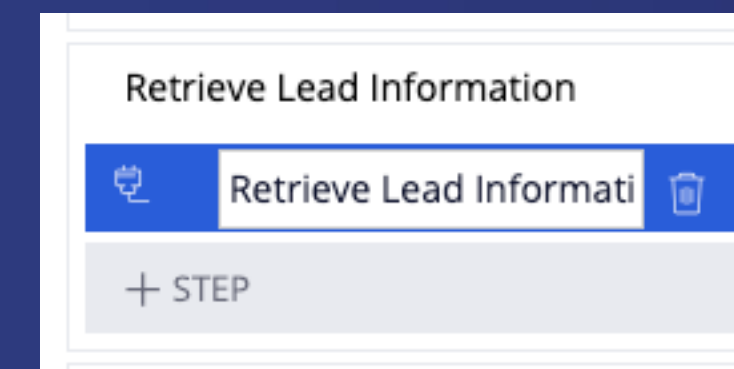 Retrieve Lead Information
Retrieve Lead Informati
+ STEP